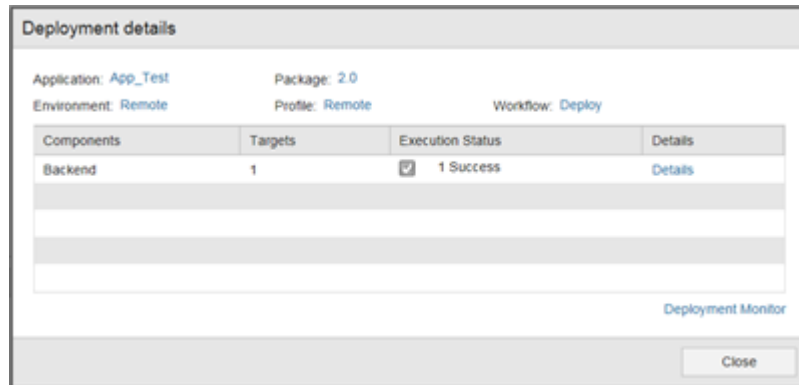 Deployment details
Application: App_Test Package: 2.0
Environment: Remote Profile: Remote Workflow: Deploy
Components Targets Execution Status Details
Backend 1 1 Success Details
Deployment Monitor
Close